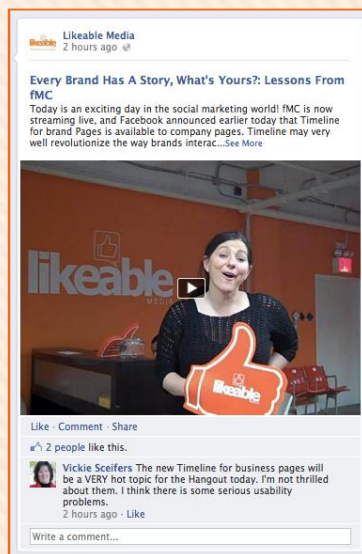 likeable
Likeable Media
2 hours ago
Every Brand Has A Story, What's Yours?: Lessons From
fMC
Today is an exciting day in the social marketing world! fMC is now
streaming live, and Facebook announced earlier today that Timeline
for brand Pages is available to company pages. Timeline may very
well revolutionize the way brands interac...See More
likeable
MEDIA
likeable
Like · Comment · Share
2 people like this.
Vickie Sceifers The new Timeline for business pages will
be a VERY hot topic for the Hangout today. I'm not thrilled
about them. I think there is some serious usability
problems.
2 hours ago · Like
Write a comment...